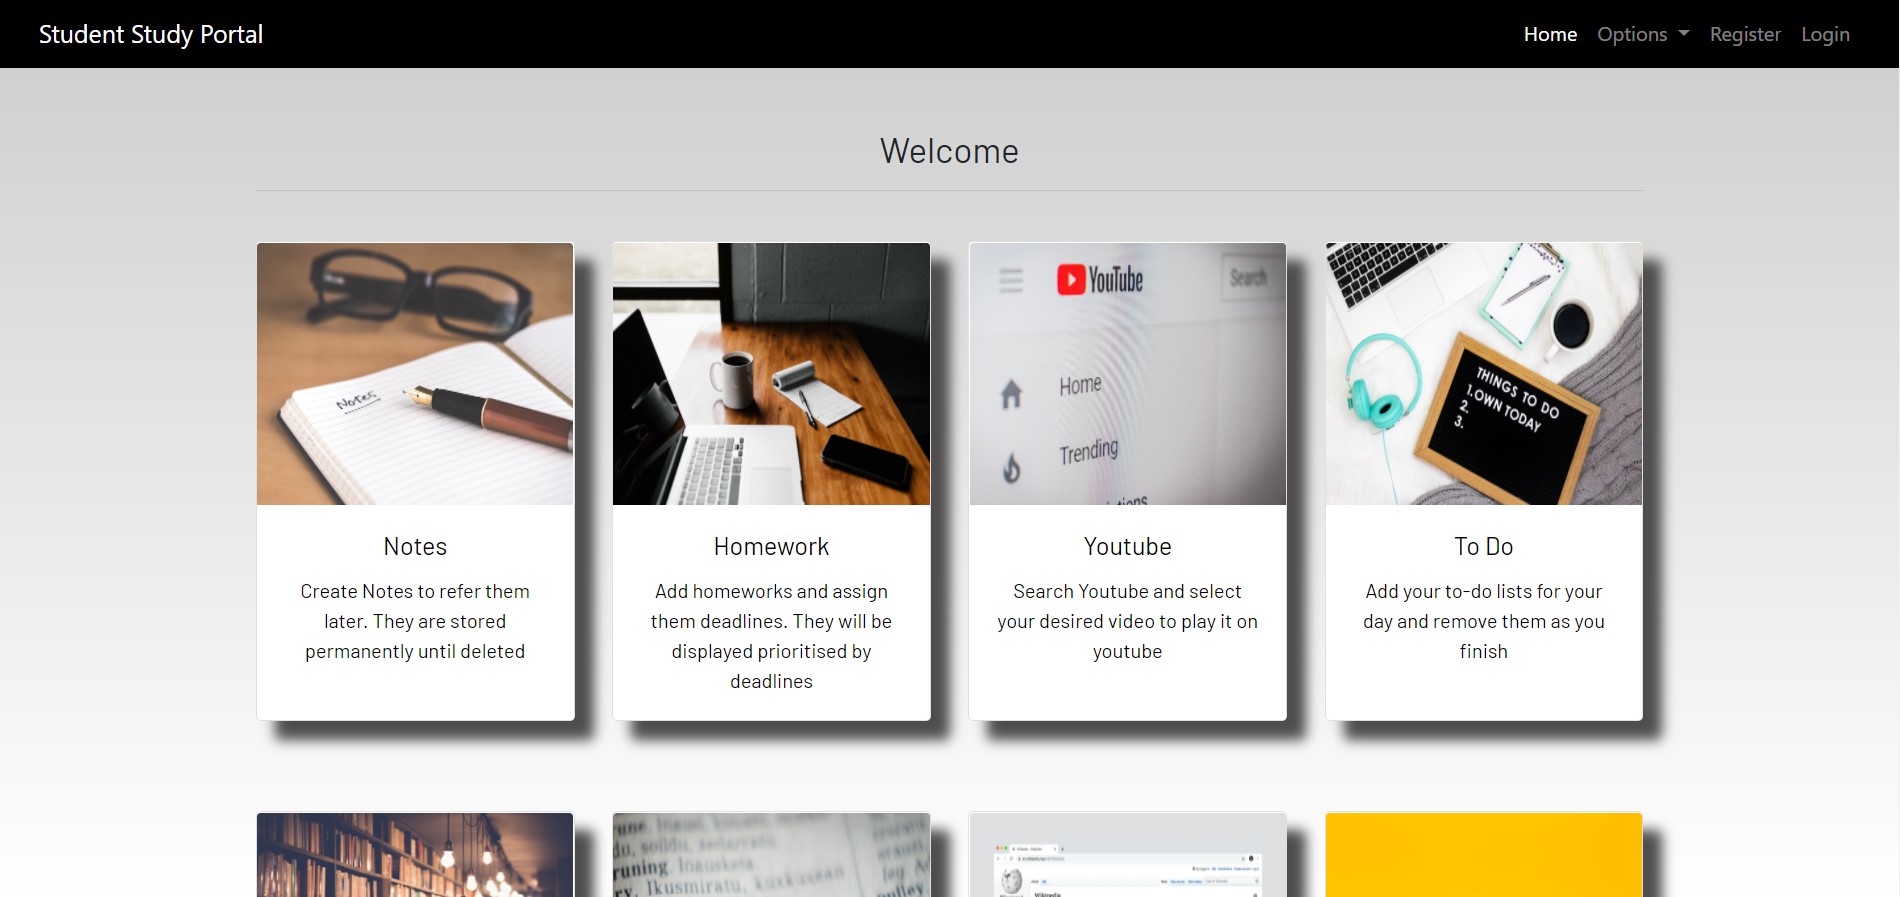 Student Study Portal
Home Options Register Login
Welcome
Notes
YouTube
Search
Home
Trending
THINGS TO DO
1.OWN TODAY
2.
3.
Notes
Create Notes to refer them
later. They are stored
permanently until deleted
Homework
Add homeworks and assign
them deadlines. They will be
displayed prioritised by
deadlines
Youtube
Search Youtube and select
your desired video to play it on
youtube
To Do
Add your to-do lists for your
day and remove them as you
finish
Ikusmiratu,
Wikipedia